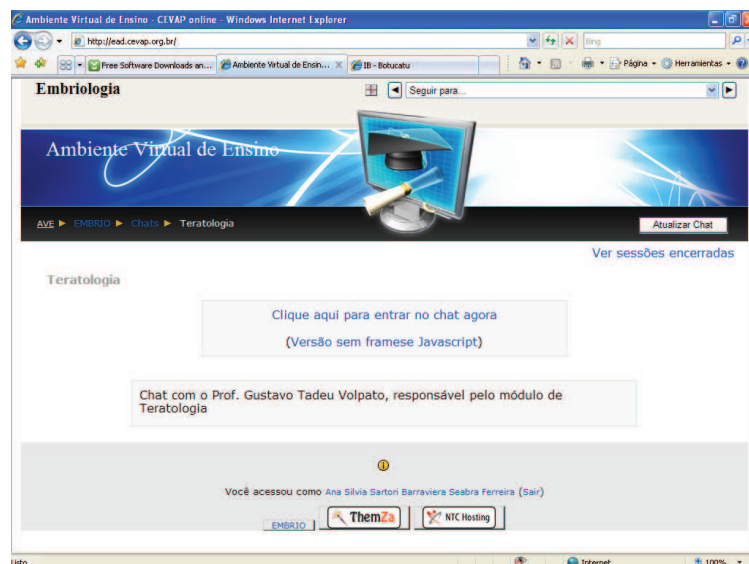 Ambiente Virtual de Ensino - CEVAP online - Windows Internet Explorer
http://ead.cevap.org.br/
Bing
Free Software Downloads an...
Ambiente Virtual de Ensin...
IB - Botucatu
Página
Herramientas
Embriologia
Seguir para...
Ambiente Virtual de Ensino
AVE ► EMBRIO ► Chats ► Teratologia
Atualizar Chat
Ver sessões encerradas
Teratologia
Clique aqui para entrar no chat agora
(Versão sem framese Javascript)
Chat com o Prof. Gustavo Tadeu Volpato, responsável pelo módulo de
Teratologia
Você acessou como Ana Silvia Sartori Barraviera Seabra Ferreira (Sair)
EMBRIO
ThemZa
NTC Hosting
Listo
Internet
100%